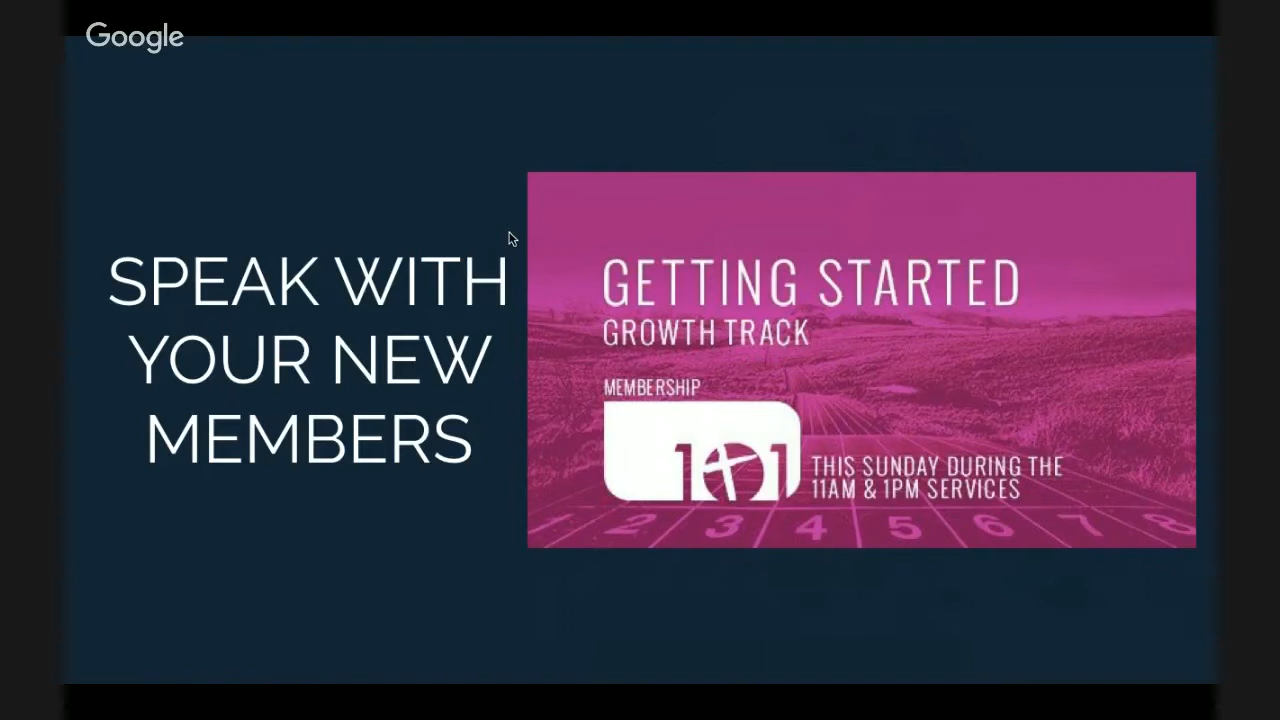 Google
SPEAK WITH
YOUR NEW
MEMBERS
GETTING STARTED
GROWTH TRACK
MEMBERSHIP
101
THIS SUNDAY DURING THE
11AM & 1PM SERVICES
1 2 3 4 5 6 7 8